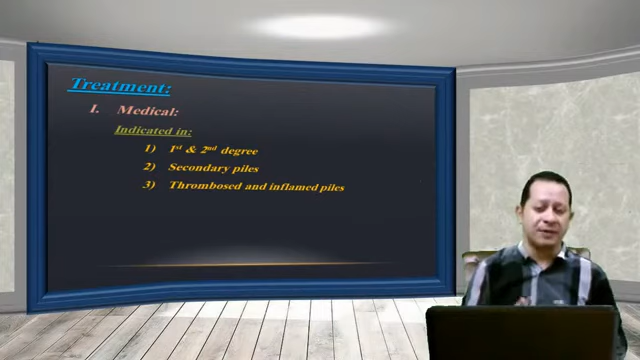 Treatment:
I. Medical:
Indicated in:
1) 1st & 2nd degree
2) Secondary piles
3) Thrombosed and inflamed piles